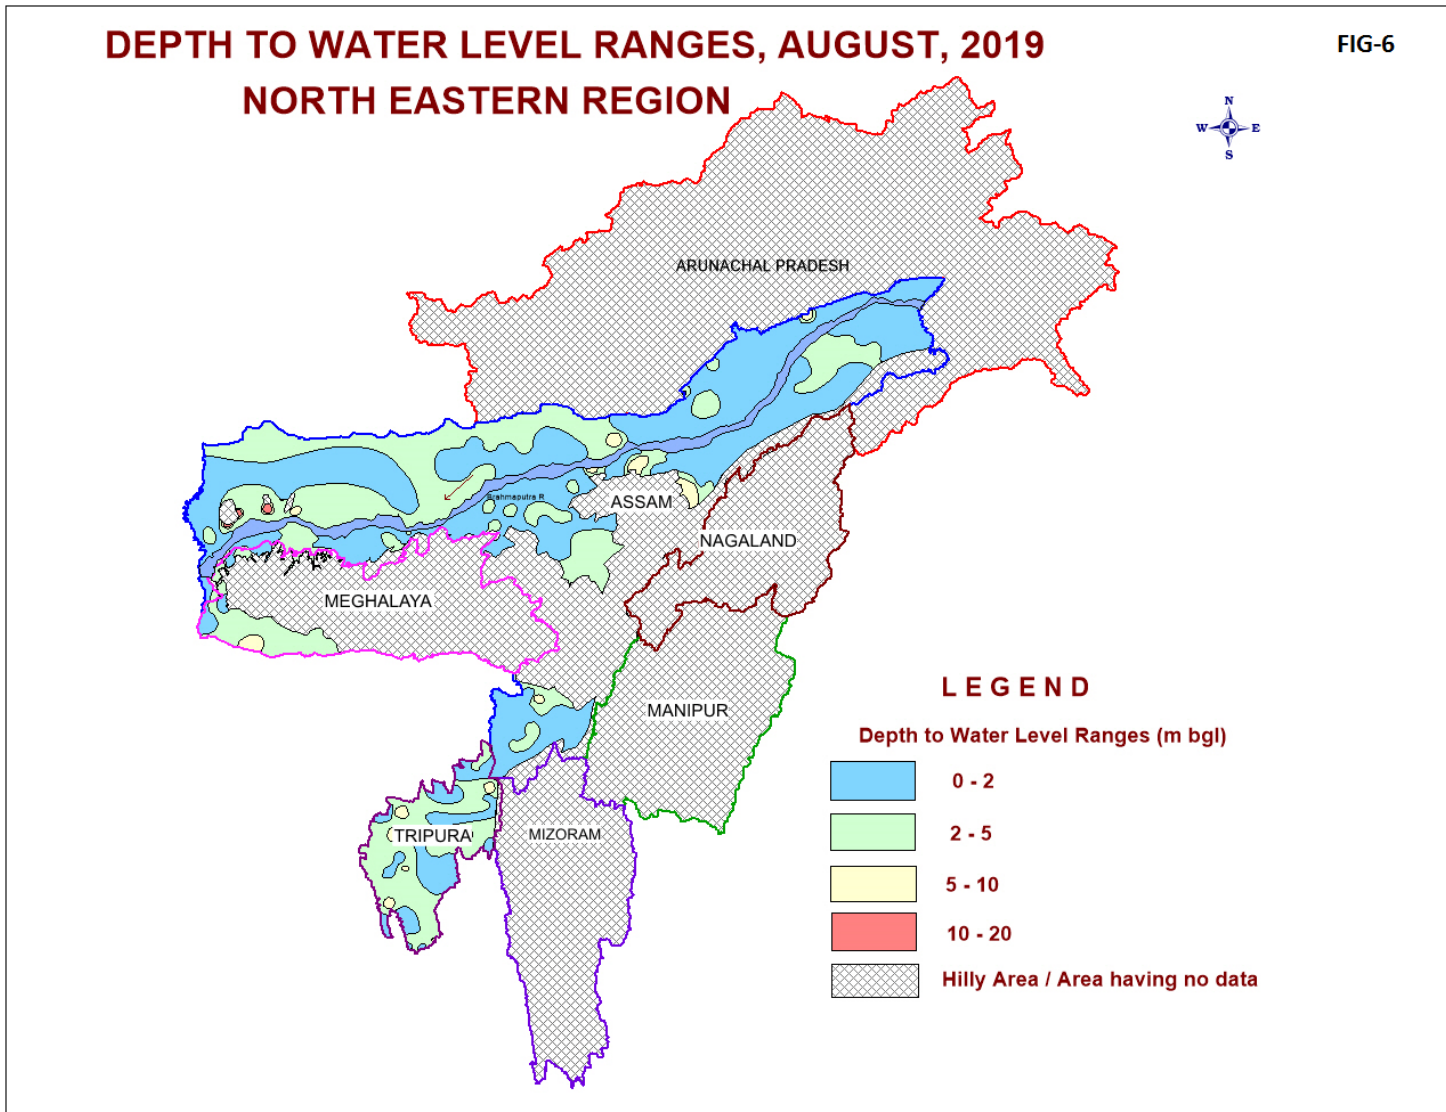 DEPTH TO WATER LEVEL RANGES, AUGUST, 2019
FIG-6
NORTH EASTERN REGION
N
W E
S
ARUNACHAL PRADESH
Brahmaputra R
ASSAM
NAGALAND
MEGHALAYA
MANIPUR
TRIPURA
MIZORAM
LEGEND
Depth to Water Level Ranges (m bgl)
0 - 2
2 - 5
5 - 10
10 - 20
Hilly Area / Area having no data